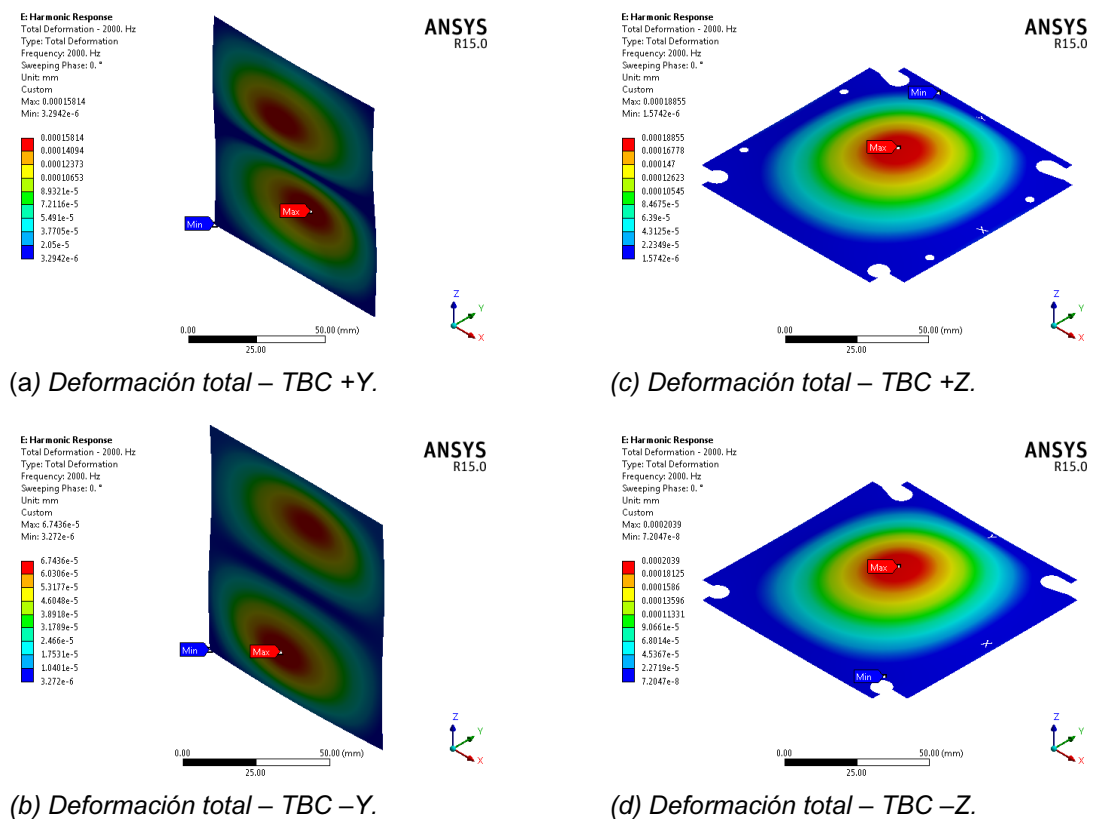 E: Harmonic Response
Total Deformation - 2000. Hz
Type: Total Deformation
Frequency: 2000. Hz
Sweeping Phase: 0. °
Unit: mm
Custom
Max: 0.00015814
Min: 3.2942e-6
0.00015814
0.00014094
0.00012373
0.00010653
8.9321e-5
7.2116e-5
5.491e-5
3.7705e-5
2.05e-5
3.2942e-6
ANSYS
R15.0
Max
Min
0.00
50.00 (mm)
25.00
Z
Y
X
(a) Deformación total – TBC +Y.
E: Harmonic Response
Total Deformation - 2000. Hz
Type: Total Deformation
Frequency: 2000. Hz
Sweeping Phase: 0. °
Unit: mm
Custom
Max: 0.00018855
Min: 1.5742e-6
0.00018855
0.00016778
0.000147
0.00012623
0.00010545
8.4675e-5
6.39e-5
4.3125e-5
2.2349e-5
1.5742e-6
ANSYS
R15.0
Min
Y
Max
X
0.00
50.00 (mm)
25.00
Z
Y
X
(c) Deformación total – TBC +Z.
E: Harmonic Response
Total Deformation - 2000. Hz
Type: Total Deformation
Frequency: 2000. Hz
Sweeping Phase: 0. °
Unit: mm
Custom
Max: 6.7436e-5
Min: 3.272e-6
6.7436e-5
6.0306e-5
5.3177e-5
4.6048e-5
3.8918e-5
3.1789e-5
2.466e-5
1.7531e-5
1.0401e-5
3.272e-6
ANSYS
R15.0
Min
Max
0.00
50.00 (mm)
25.00
Z
Y
X
(b) Deformación total – TBC –Y.
E: Harmonic Response
Total Deformation - 2000. Hz
Type: Total Deformation
Frequency: 2000. Hz
Sweeping Phase: 0. °
Unit: mm
Custom
Max: 0.0002039
Min: 7.2047e-8
0.0002039
0.00018125
0.0001586
0.00013596
0.00011331
9.0661e-5
6.8014e-5
4.5367e-5
2.2719e-5
7.2047e-8
ANSYS
R15.0
Y
Max
X
Min
0.00
50.00 (mm)
25.00
Z
Y
X
(d) Deformación total – TBC –Z.